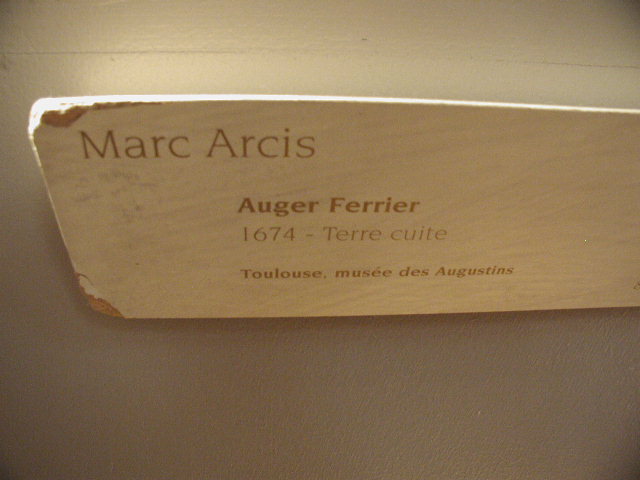 Marc Arcis
Auger Ferrier
1674 - Terre cuite
Toulouse, musée des Augustins